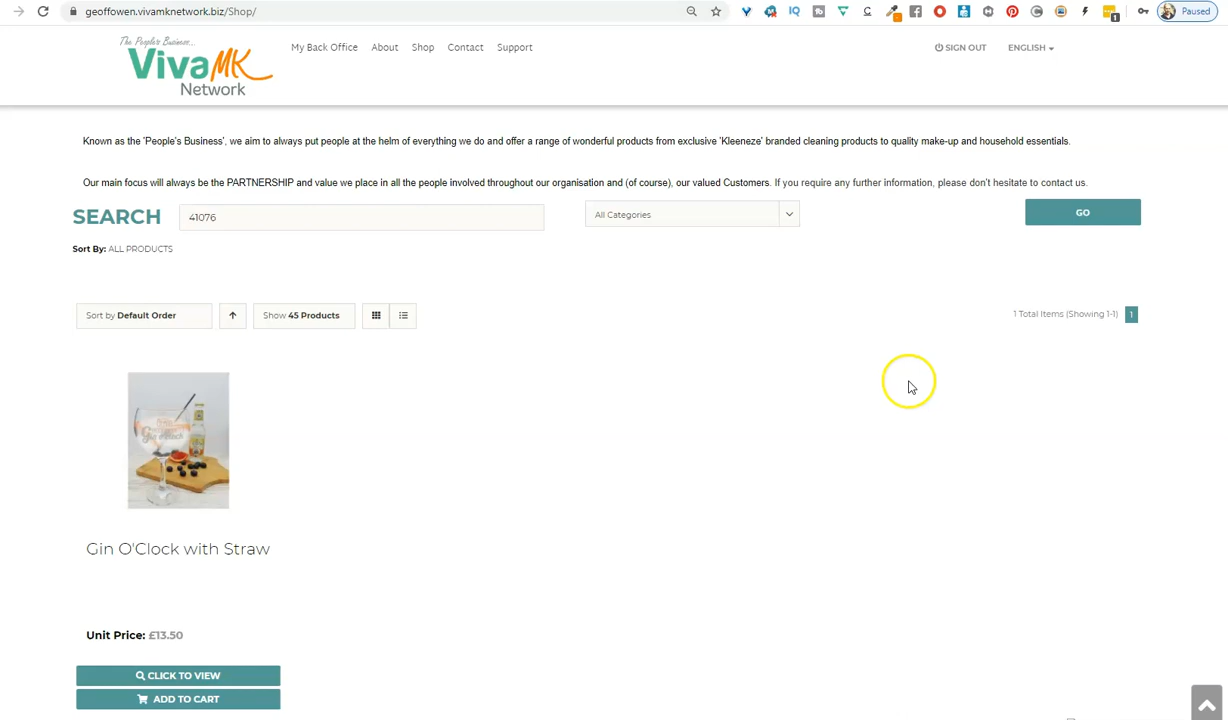 geoffowen.vivamknetwork.biz/Shop/
Paused
The People's Business...
VivaMK
Network
My Back Office
About
Shop
Contact
Support
SIGN OUT
ENGLISH
Known as the 'People's Business', we aim to always put people at the helm of everything we do and offer a range of wonderful products from exclusive 'Kleeneze' branded cleaning products to quality make-up and household essentials.
Our main focus will always be the PARTNERSHIP and value we place in all the people involved throughout our organisation and (of course), our valued Customers. If you require any further information, please don't hesitate to contact us.
SEARCH
41076
All Categories
GO
Sort By: ALL PRODUCTS
Sort by Default Order
Show 45 Products
1 Total Items (Showing 1-1)
1
Gin O'Clock with Straw
Unit Price: £13.50
CLICK TO VIEW
ADD TO CART